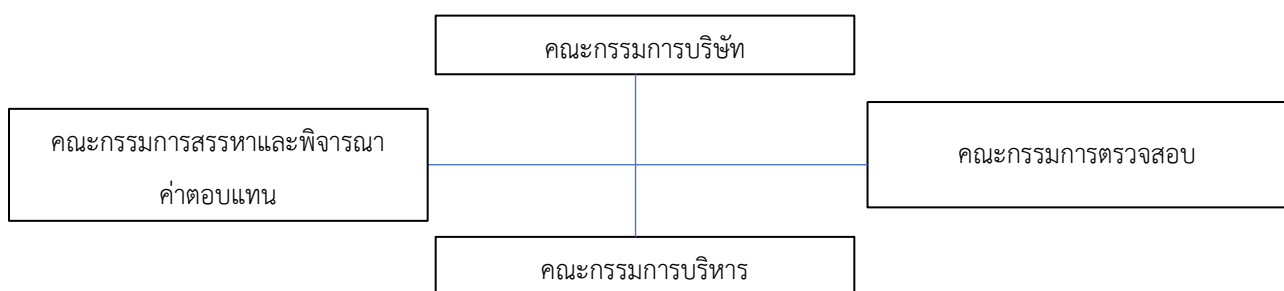 คณะกรรมการบริษัท
คณะกรรมการสรรหาและพิจารณา
ค่าตอบแทน
คณะกรรมการตรวจสอบ
คณะกรรมการบริหาร